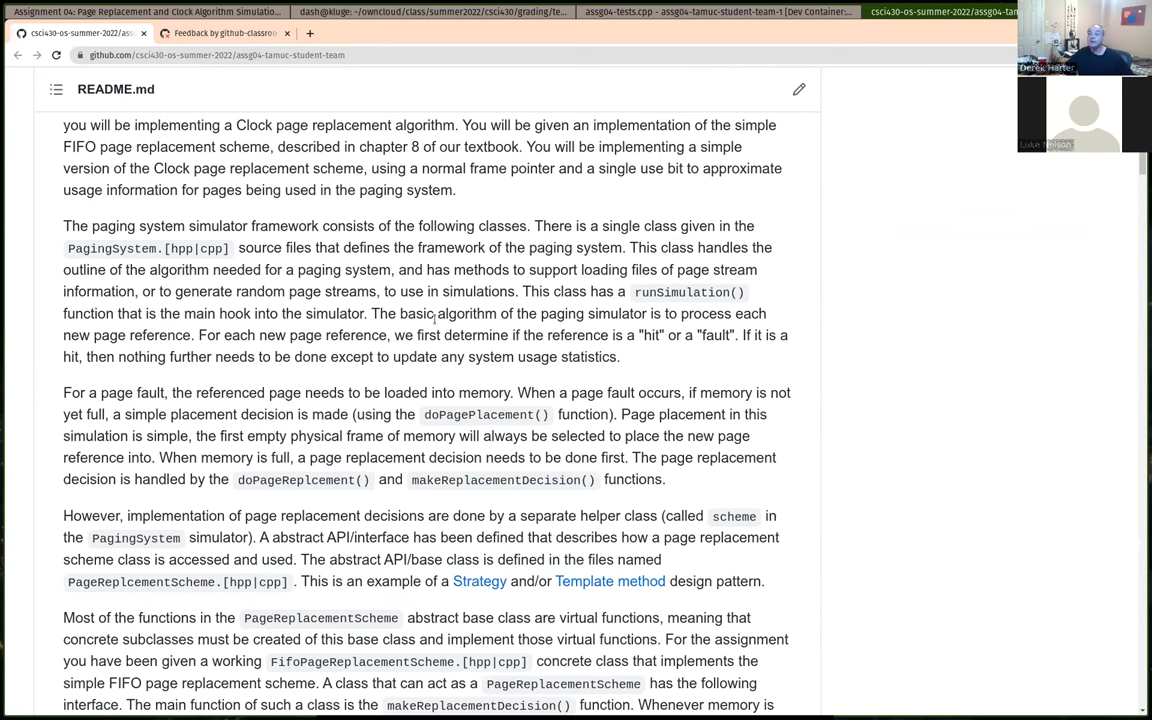 Assignment 04: Page Replacement and Clock Algorithm Simulatio...
dash@kluge: ~/owncloud/class/summer2022/csci430/grading/te...
assg04-tests.cpp - assg04-tamuc-student-team-1 [Dev Container:...
csci430-os-summer-2022/assg04-tam
csci430-os-summer-2022/ass
Feedback by github-classroo
github.com/csci430-os-summer-2022/assg04-tamuc-student-team
Derek Harter
Luke Nelson
README.md
you will be implementing a Clock page replacement algorithm. You will be given an implementation of the simple
FIFO page replacement scheme, described in chapter 8 of our textbook. You will be implementing a simple
version of the Clock page replacement scheme, using a normal frame pointer and a single use bit to approximate
usage information for pages being used in the paging system.
The paging system simulator framework consists of the following classes. There is a single class given in the
PagingSystem.[hpp|cpp] source files that defines the framework of the paging system. This class handles the
outline of the algorithm needed for a paging system, and has methods to support loading files of page stream
information, or to generate random page streams, to use in simulations. This class has a runSimulation()
function that is the main hook into the simulator. The basic algorithm of the paging simulator is to process each
new page reference. For each new page reference, we first determine if the reference is a "hit" or a "fault". If it is a
hit, then nothing further needs to be done except to update any system usage statistics.
For a page fault, the referenced page needs to be loaded into memory. When a page fault occurs, if memory is not
yet full, a simple placement decision is made (using the doPagePlacement() function). Page placement in this
simulation is simple, the first empty physical frame of memory will always be selected to place the new page
reference into. When memory is full, a page replacement decision needs to be done first. The page replacement
decision is handled by the doPageReplcement() and makeReplacementDecision() functions.
However, implementation of page replacement decisions are done by a separate helper class (called scheme in
the PagingSystem simulator). A abstract API/interface has been defined that describes how a page replacement
scheme class is accessed and used. The abstract API/base class is defined in the files named
PageReplcementScheme.[hpp|cpp] . This is an example of a Strategy and/or Template method design pattern.
Most of the functions in the PageReplacementScheme abstract base class are virtual functions, meaning that
concrete subclasses must be created of this base class and implement those virtual functions. For the assignment
you have been given a working FifoPageReplacementScheme.[hpp|cpp] concrete class that implements the
simple FIFO page replacement scheme. A class that can act as a PageReplacementScheme has the following
interface. The main function of such a class is the makeReplacementDecision() function. Whenever memory is